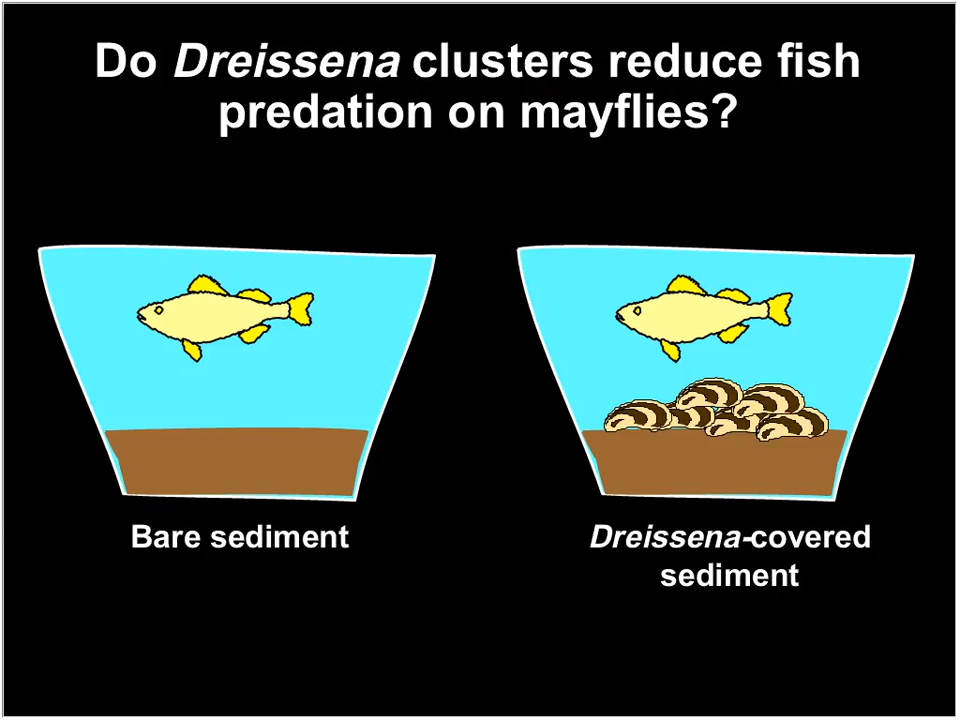 Do Dreissena clusters reduce fish
predation on mayflies?
Bare sediment
Dreissena-covered
sediment